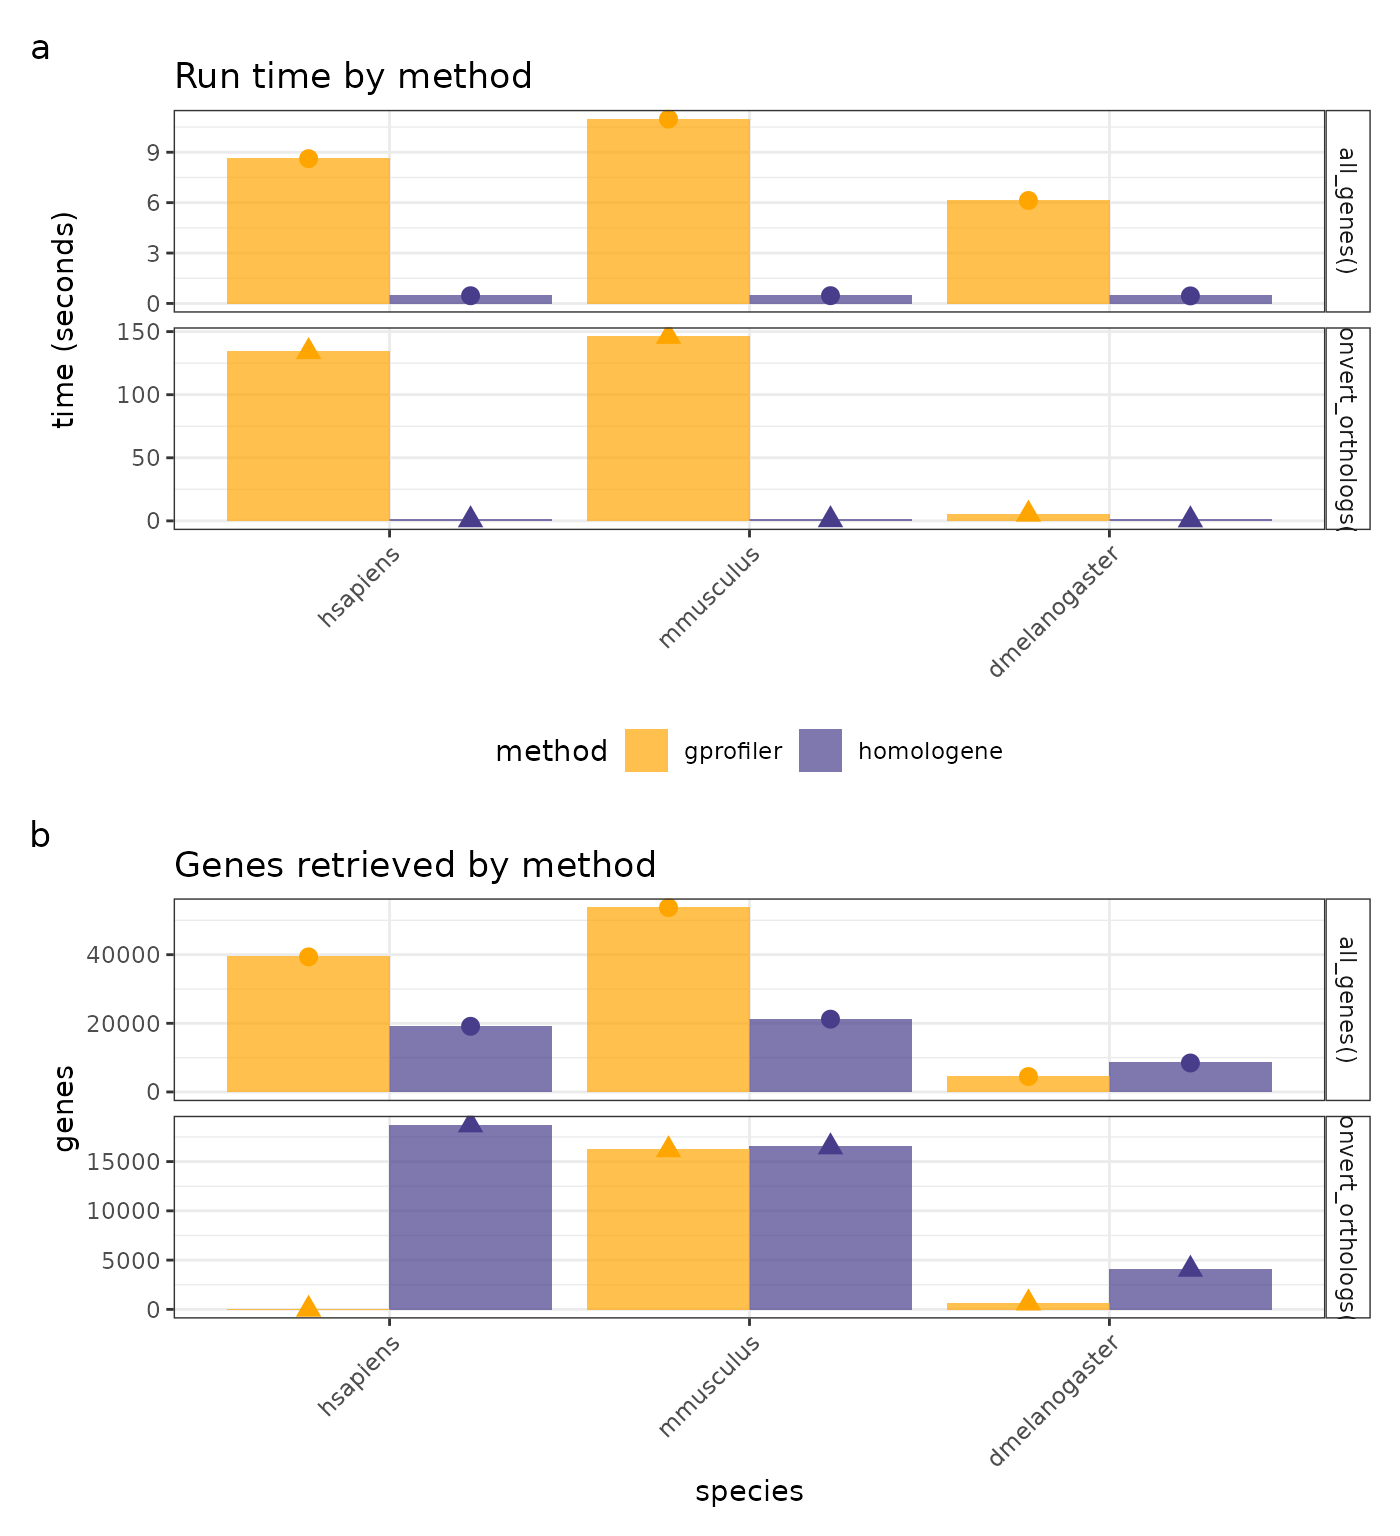 a
Run time by method
time (seconds)
9
6
3
0
all_genes()
150
100
50
0
onvert_orthologs(
hsapiens
mmusculus
dmelanogaster
method gprofiler homologene
b
Genes retrieved by method
genes
40000
20000
0
all_genes()
15000
10000
5000
0
onvert_orthologs(
hsapiens
mmusculus
dmelanogaster
species